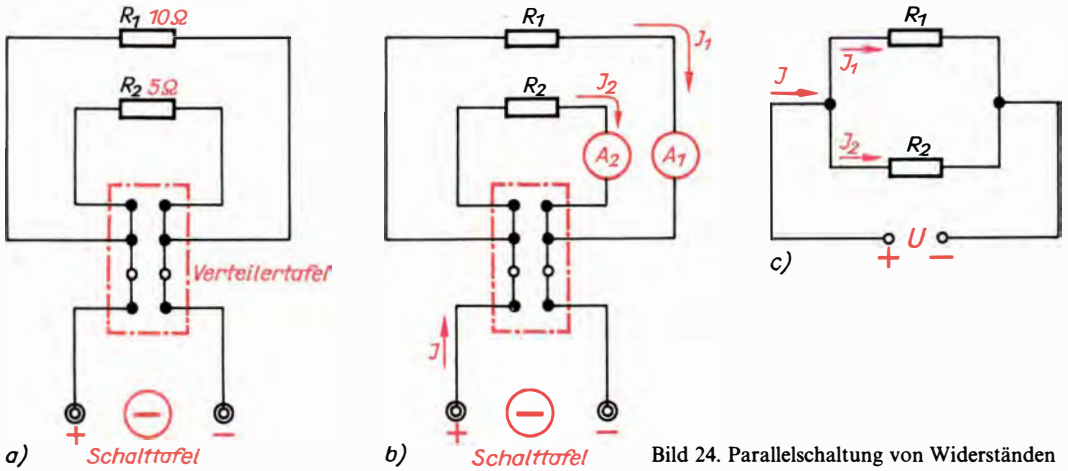 R1 10Ω
R2 5Ω
Verteilertafel
+ − −
a) Schalttafel
R1
J1
R2
J2
A2 A1
J
+ − −
b) Schalttafel
R1
J1
J
J2
R2
+ U −
c)
Bild 24. Parallelschaltung von Widerständen